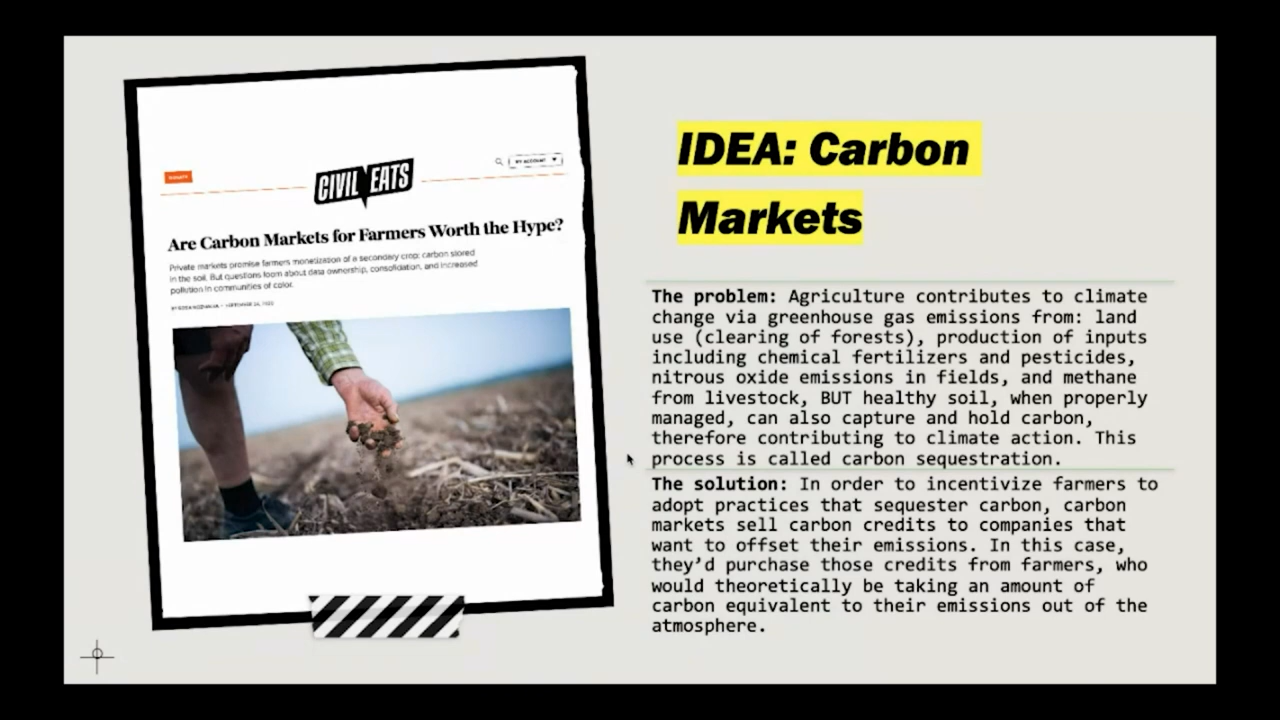 DONATE
CIVIL EATS
MY ACCOUNT
Are Carbon Markets for Farmers Worth the Hype?
Private markets promise farmers monetization of a secondary crop: carbon stored
in the soil. But questions loom about data ownership, consolidation, and increased
pollution in communities of color.
IDEA: Carbon
Markets
The problem: Agriculture contributes to climate
change via greenhouse gas emissions from: land
use (clearing of forests), production of inputs
including chemical fertilizers and pesticides,
nitrous oxide emissions in fields, and methane
from livestock, BUT healthy soil, when properly
managed, can also capture and hold carbon,
therefore contributing to climate action. This
process is called carbon sequestration.
The solution: In order to incentivize farmers to
adopt practices that sequester carbon, carbon
markets sell carbon credits to companies that
want to offset their emissions. In this case,
they’d purchase those credits from farmers, who
would theoretically be taking an amount of
carbon equivalent to their emissions out of the
atmosphere.